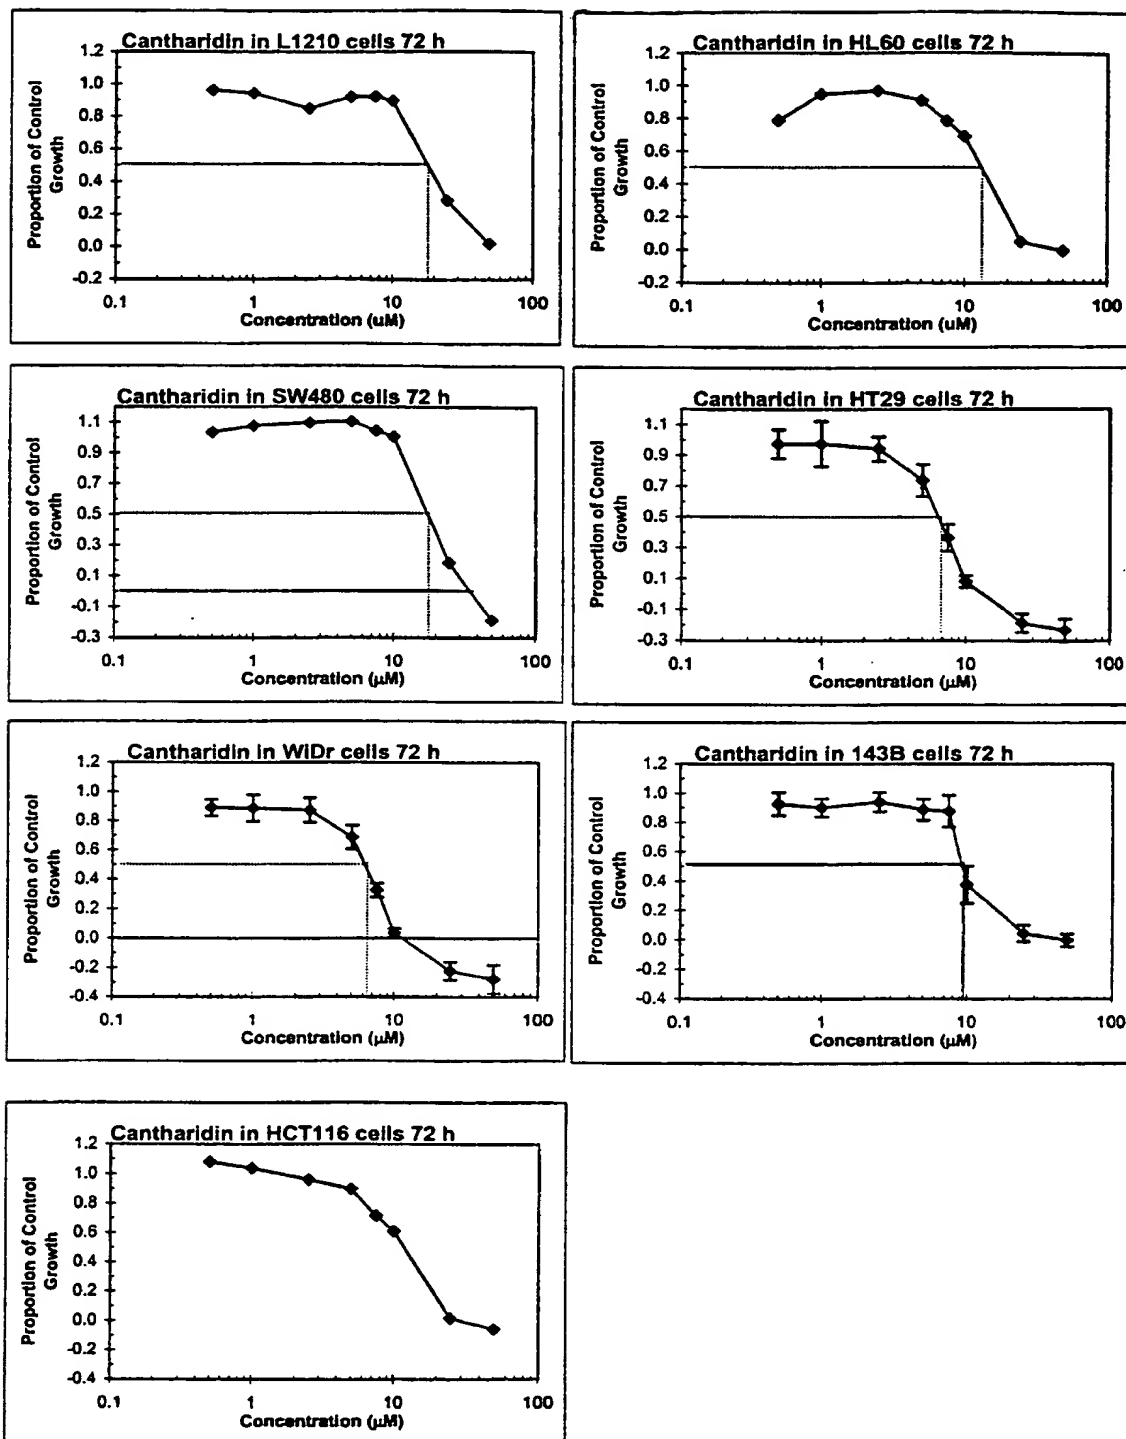 Cantharidin in L1210 cells 72 h
1.2
1.0
0.8
0.6
0.4
0.2
0.0
-0.2
Proportion of Control
Growth
0.1 1 10 100
Concentration (uM)
Cantharidin in HL60 cells 72 h
1.2
1.0
0.8
0.6
0.4
0.2
0.0
-0.2
Proportion of Control
Growth
0.1 1 10 100
Concentration (uM)
Cantharidin in SW480 cells 72 h
1.1
0.9
0.7
0.5
0.3
0.1
-0.1
-0.3
Proportion of Control
Growth
0.1 1 10 100
Concentration (µM)
Cantharidin in HT29 cells 72 h
1.1
0.9
0.7
0.5
0.3
0.1
-0.1
-0.3
Proportion of Control
Growth
0.1 1 10 100
Concentration (µM)
Cantharidin in WiDr cells 72 h
1.2
1.0
0.8
0.6
0.4
0.2
0.0
-0.2
-0.4
Proportion of Control
Growth
0.1 1 10 100
Concentration (µM)
Cantharidin in 143B cells 72 h
1.2
1.0
0.8
0.6
0.4
0.2
0.0
-0.2
-0.4
Proportion of Control
Growth
0.1 1 10 100
Concentration (µM)
Cantharidin in HCT116 cells 72 h
1.2
1.0
0.8
0.6
0.4
0.2
0.0
-0.2
-0.4
Proportion of Control
Growth
0.1 1 10 100
Concentration (µM)